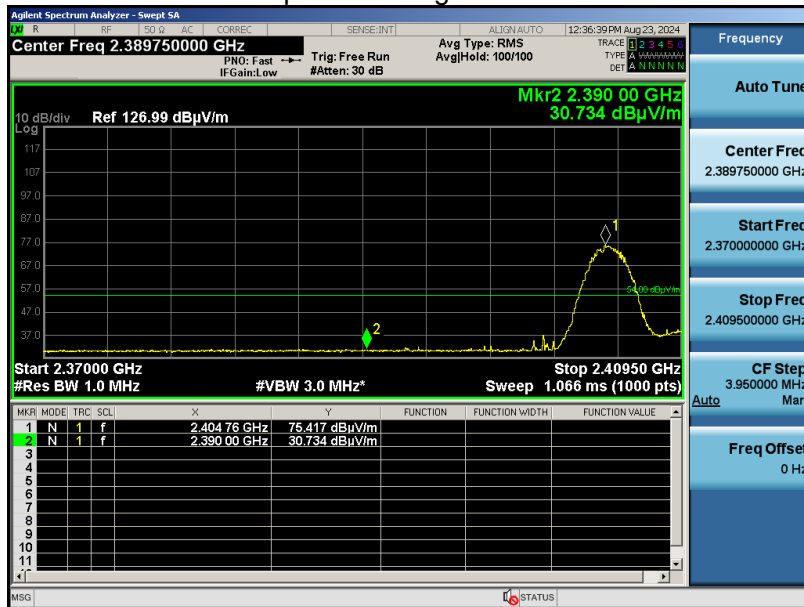 Agilent Spectrum Analyzer - Swept SA
LXI R RF 50 Ω AC CORREC SENSE:INT ALIGN AUTO 12:36:39 PM Aug 23, 2024
Center Freq 2.389750000 GHz
PNO: Fast
IFGain:Low
Trig: Free Run
#Atten: 30 dB
Avg Type: RMS
Avg|Hold: 100/100
TRACE 1 2 3 4 5 6
TYPE A
DET A N N N N N
Mkr2 2.390 00 GHz
30.734 dBµV/m
10 dB/div Ref 126.99 dBµV/m
Log
117
107
97.0
87.0
77.0
67.0
57.0
47.0
37.0
1
2
54.00 dBµV/m
Start 2.37000 GHz
Stop 2.40950 GHz
#Res BW 1.0 MHz
#VBW 3.0 MHz*
Sweep 1.066 ms (1000 pts)
MKR MODE TRC SCL X Y FUNCTION FUNCTION WIDTH FUNCTION VALUE
1 N 1 f 2.404 76 GHz 75.417 dBµV/m
2 N 1 f 2.390 00 GHz 30.734 dBµV/m
3
4
5
6
7
8
9
10
11
MSG
STATUS
Frequency
Auto Tune
Center Freq
2.389750000 GHz
Start Freq
2.370000000 GHz
Stop Freq
2.409500000 GHz
CF Step
3.950000 MHz
Auto Man
Freq Offset
0 Hz